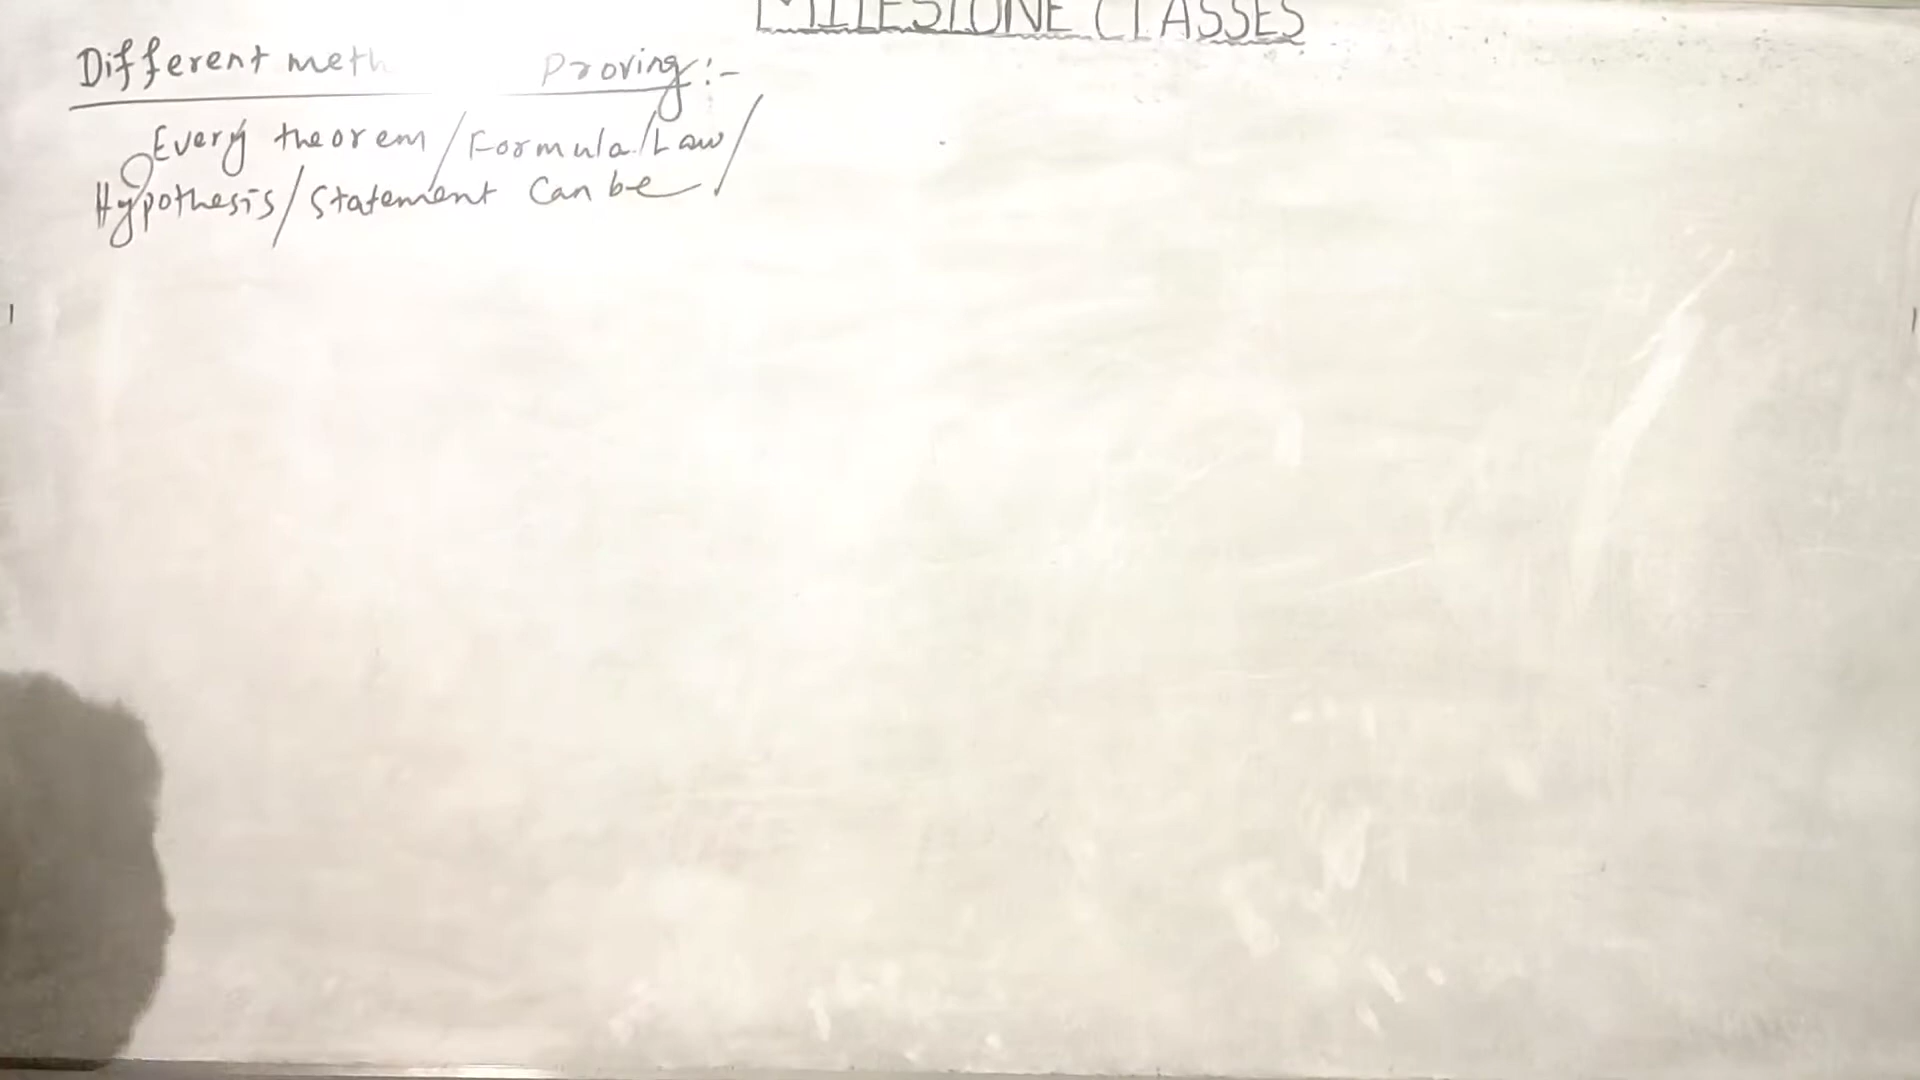 MILESTONE CLASSES
Different meth Proving:-
Every theorem/Formula/Law/
Hypothesis/Statement Can be